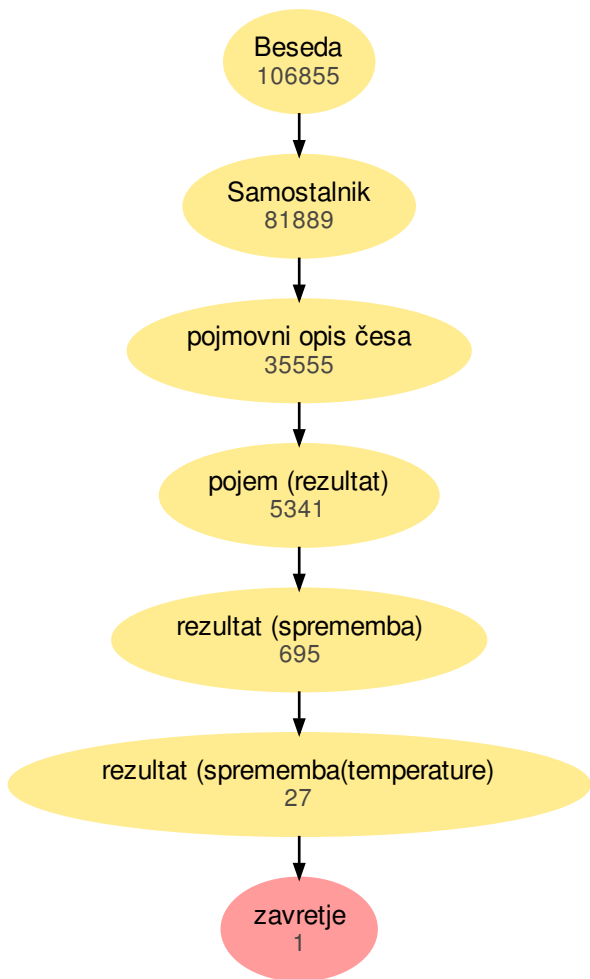 Beseda
106855
Samostalnik
81889
pojmovni opis česa
35555
pojem (rezultat)
5341
rezultat (sprememba)
695
rezultat (sprememba(temperature)
27
zavretje
1